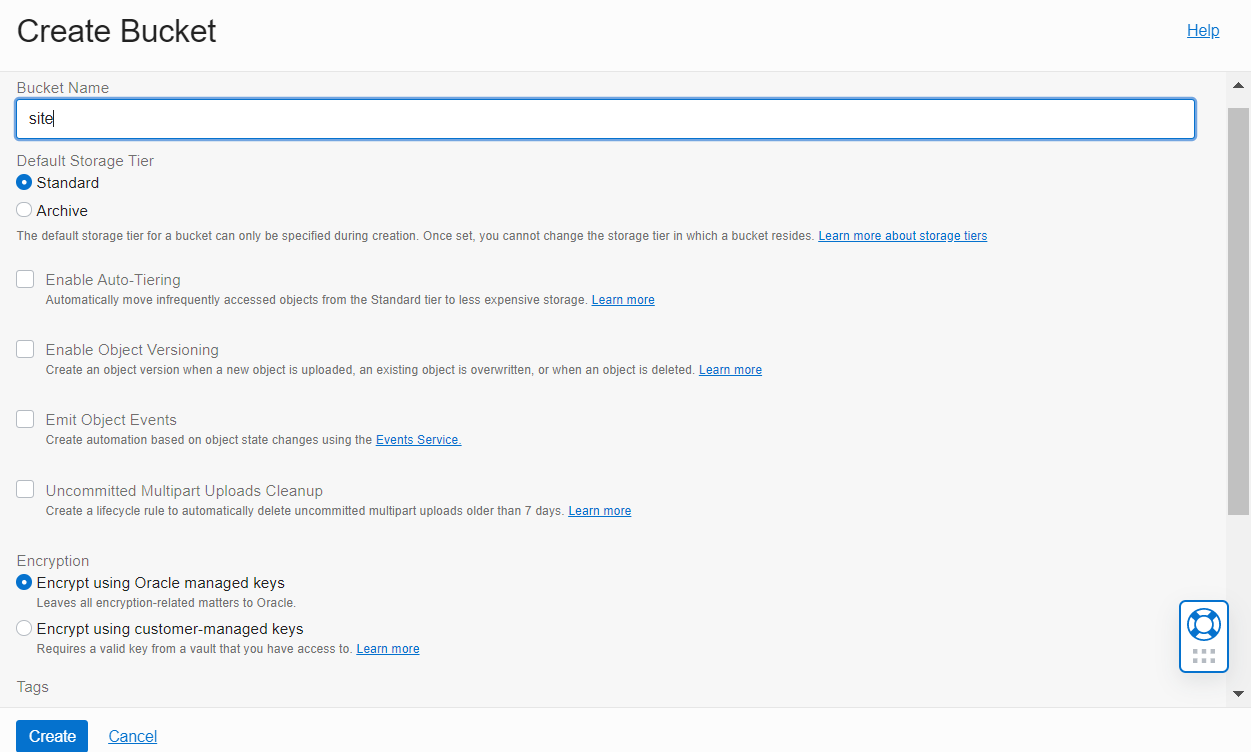 Create Bucket
Help
Bucket Name
site
Default Storage Tier
Standard
Archive
The default storage tier for a bucket can only be specified during creation. Once set, you cannot change the storage tier in which a bucket resides. Learn more about storage tiers
Enable Auto-Tiering
Automatically move infrequently accessed objects from the Standard tier to less expensive storage. Learn more
Enable Object Versioning
Create an object version when a new object is uploaded, an existing object is overwritten, or when an object is deleted. Learn more
Emit Object Events
Create automation based on object state changes using the Events Service.
Uncommitted Multipart Uploads Cleanup
Create a lifecycle rule to automatically delete uncommitted multipart uploads older than 7 days. Learn more
Encryption
Encrypt using Oracle managed keys
Leaves all encryption-related matters to Oracle.
Encrypt using customer-managed keys
Requires a valid key from a vault that you have access to. Learn more
Tags
Create
Cancel